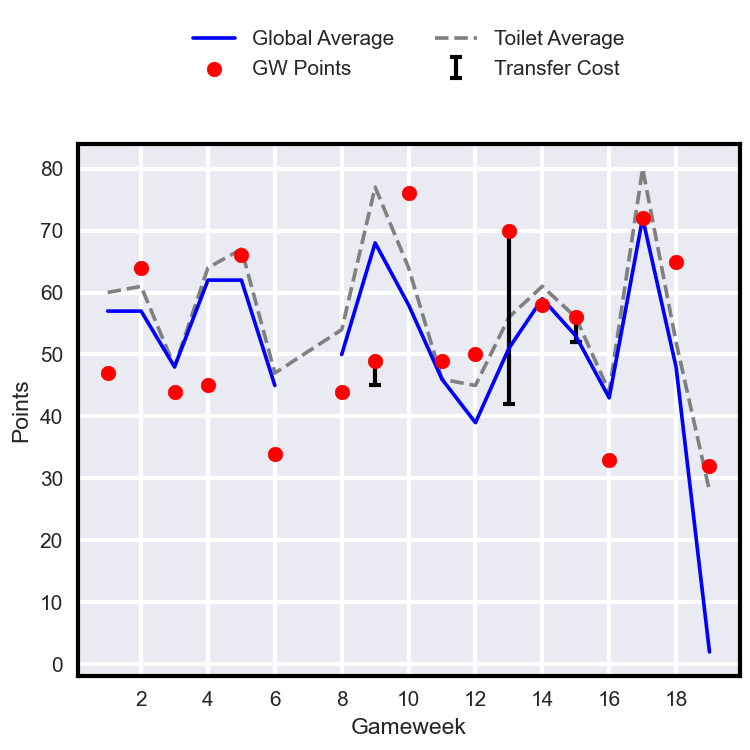 Global Average
Toilet Average
GW Points
Transfer Cost
80
70
60
50
40
30
20
10
0
Points
2 4 6 8 10 12 14 16 18
Gameweek